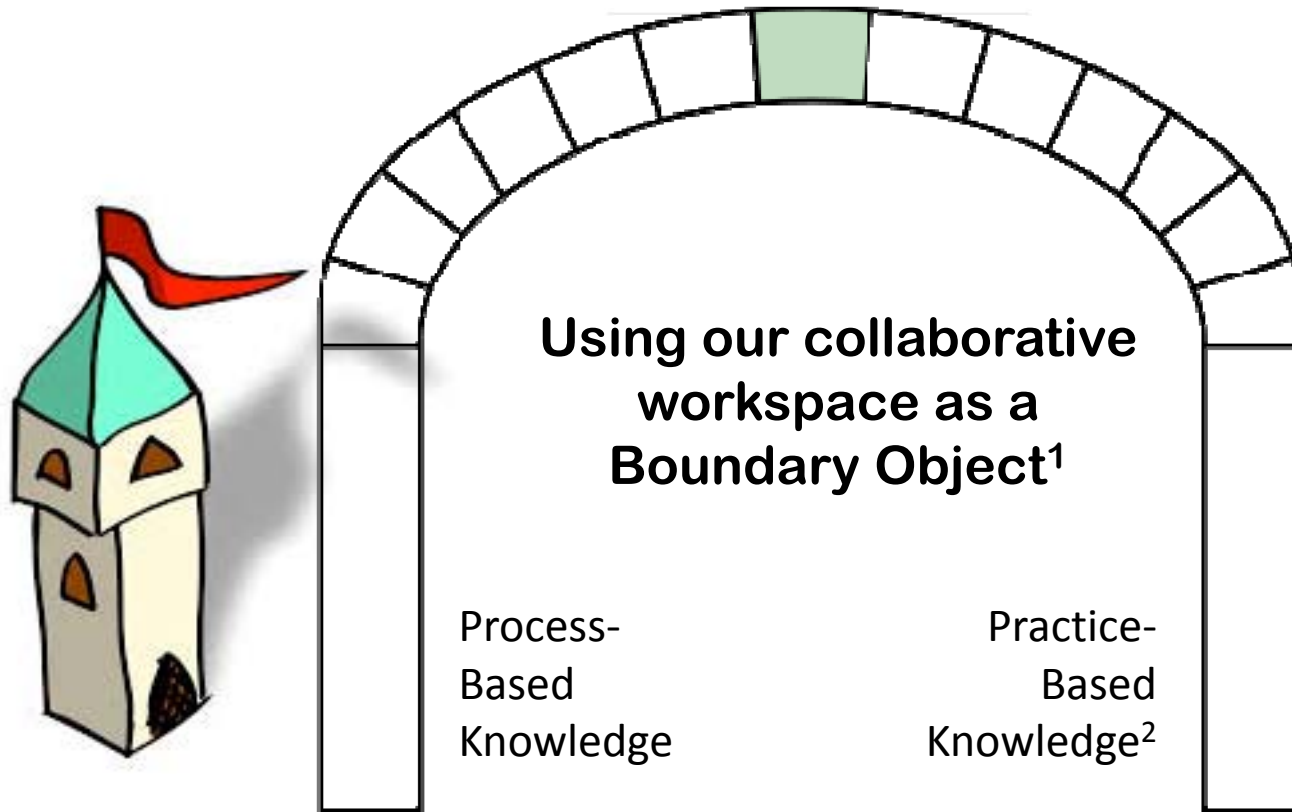 Using our collaborative
workspace as a
Boundary Object¹
Process-
Based
Knowledge
Practice-
Based
Knowledge²